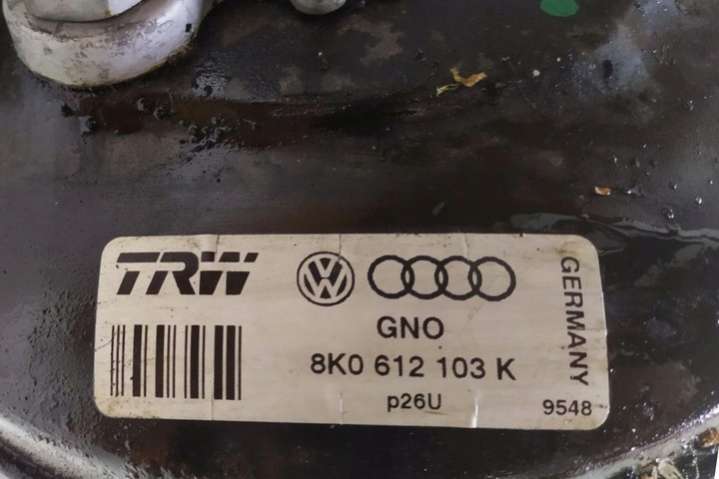 TRW
GNO
8K0 612 103 K
p26U
GERMANY
9548